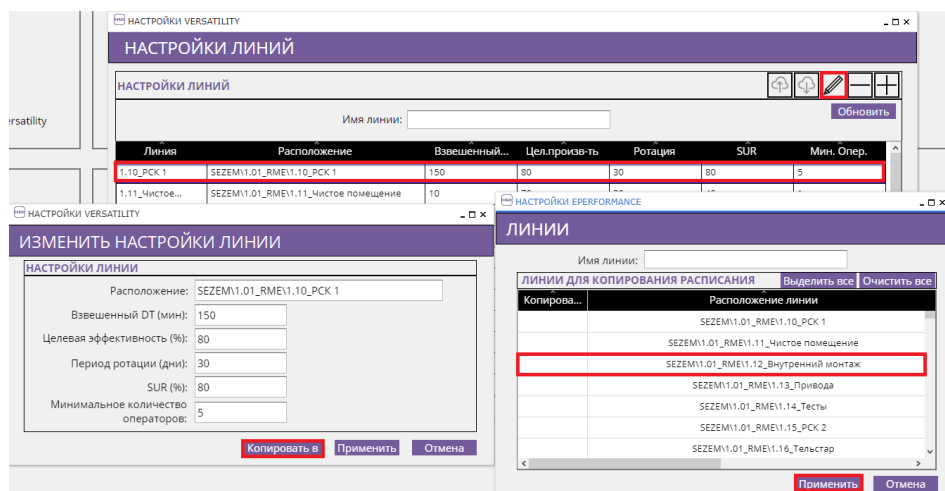 НАСТРОЙКИ VERSATILITY
НАСТРОЙКИ ЛИНИЙ
НАСТРОЙКИ ЛИНИЙ
Имя линии:
Обновить
Линия Расположение Взвешенный... Цел.произв-ть Ротация SUR Мин. Опер.
1.10_РСК 1 SEZEM\1.01_RME\1.10_РСК 1 150 80 30 80 5
1.11_Чистое... SEZEM\1.01_RME\1.11_Чистое помещение 10
rsatility
НАСТРОЙКИ VERSATILITY
ИЗМЕНИТЬ НАСТРОЙКИ ЛИНИИ
НАСТРОЙКИ ЛИНИИ
Расположение: SEZEM\1.01_RME\1.10_РСК 1
Взвешенный DT (мин): 150
Целевая эффективность (%): 80
Период ротации (дни): 30
SUR (%): 80
Минимальное количество
операторов: 5
Копировать в Применить Отмена
НАСТРОЙКИ EPERFORMANCE
ЛИНИИ
Имя линии:
ЛИНИИ ДЛЯ КОПИРОВАНИЯ РАСПИСАНИЯ Выделить все Очистить все
Копирова... Расположение линии
SEZEM\1.01_RME\1.10_РСК 1
SEZEM\1.01_RME\1.11_Чистое помещение
SEZEM\1.01_RME\1.12_Внутренний монтаж
SEZEM\1.01_RME\1.13_Привода
SEZEM\1.01_RME\1.14_Тесты
SEZEM\1.01_RME\1.15_РСК 2
SEZEM\1.01_RME\1.16_Тельстар
Применить Отмена